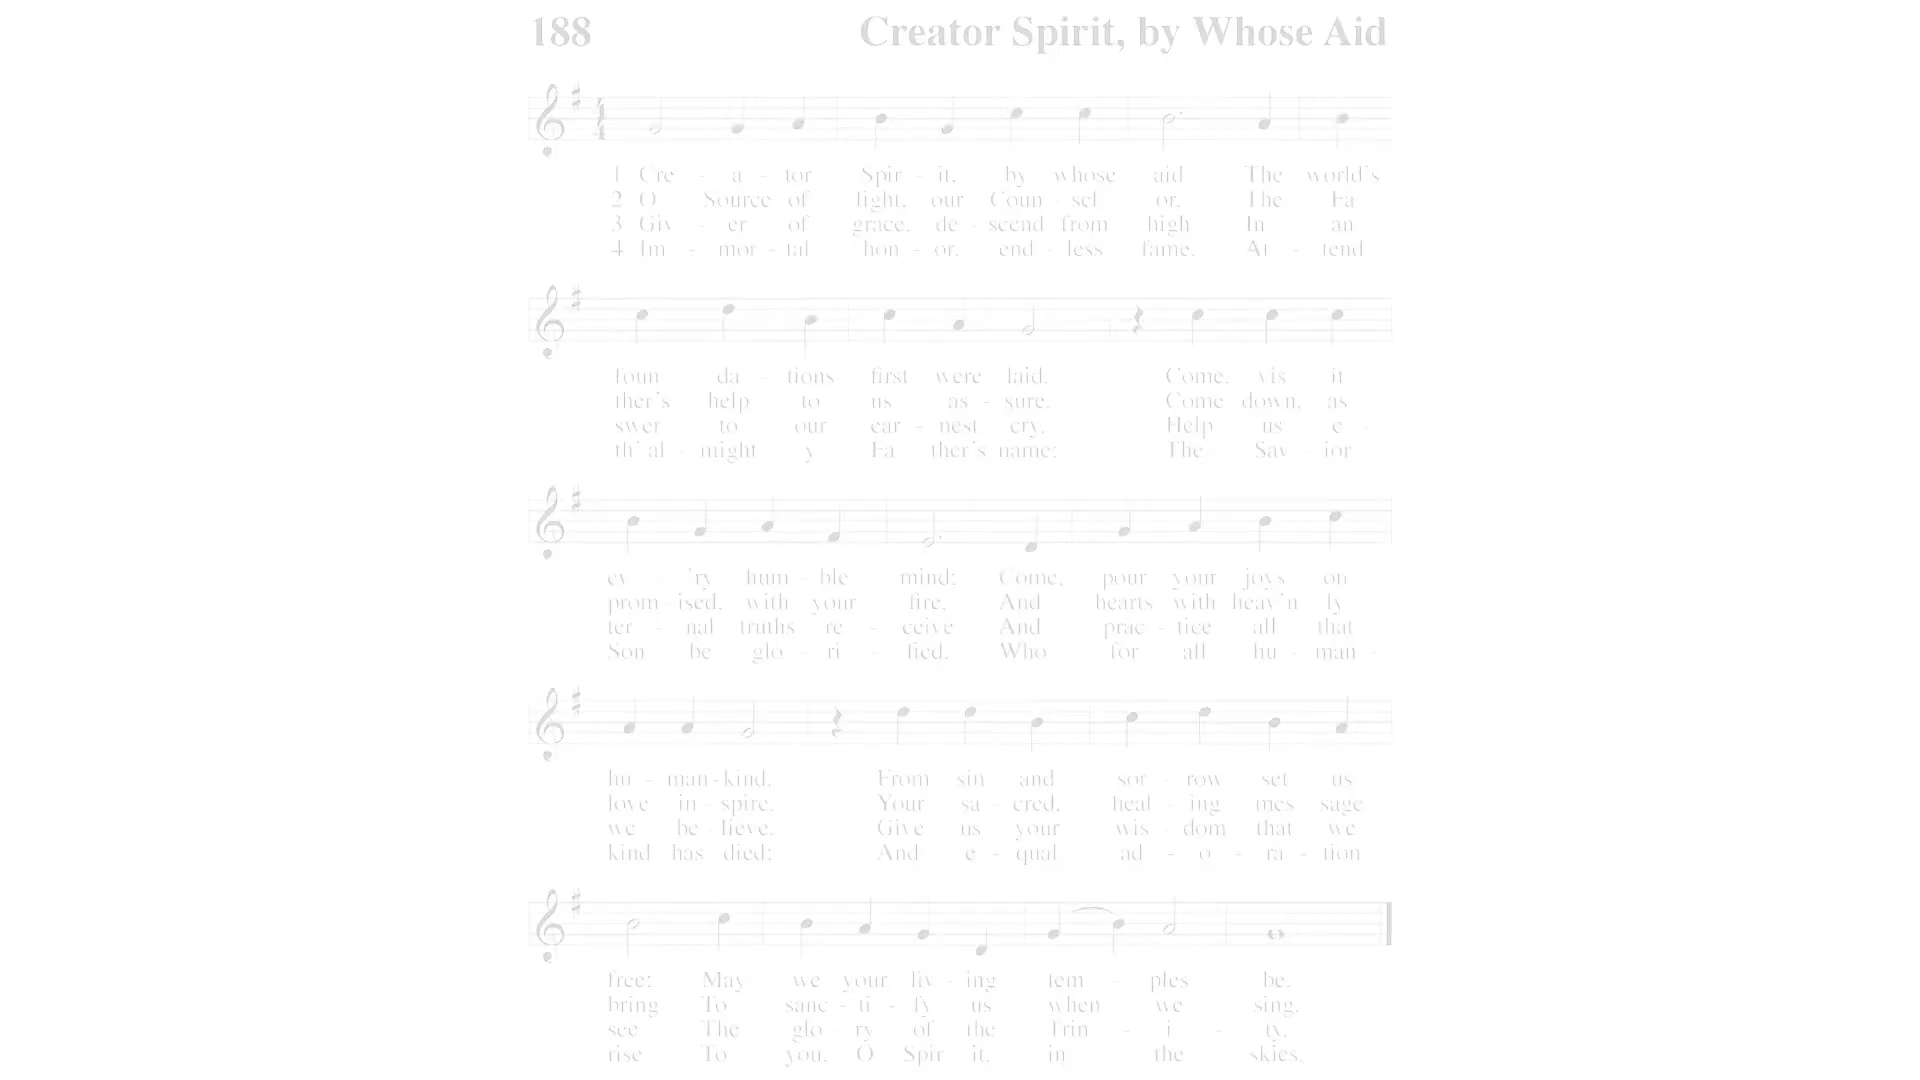 188 Creator Spirit, by Whose Aid
1 Cre - a - tor Spir - it, by whose aid The world's
2 O Source of light, our Coun - sel - or, The Fa
3 Giv - er of grace, de - scend from high In an
4 Im - mor - tal hon - or, end - less fame, At - tend
foun da - tions first were laid, Come, vis - it
ther's help to us as - sure, Come down, as
swer to our ear - nest cry, Help us e -
th' al - might y Fa ther's name: The Sav - ior
ev - 'ry hum - ble mind; Come, pour your joys on
prom - ised, with your fire, And hearts with heav'n - ly
ter - nal truths re - ceive And prac - tice all that
Son be glo - ri - fied, Who for all hu - man -
hu - man - kind. From sin and sor - row set us
love in - spire. Your sa - cred, heal - ing mes - sage
we be - lieve. Give us your wis - dom that we
kind has died; And e - qual ad - o - ra - tion
free; May we your liv - ing tem - ples be.
bring To sanc - ti - fy us when we sing.
see The glo - ry of the Trin - i - ty.
rise To you, O Spir it, in the skies.